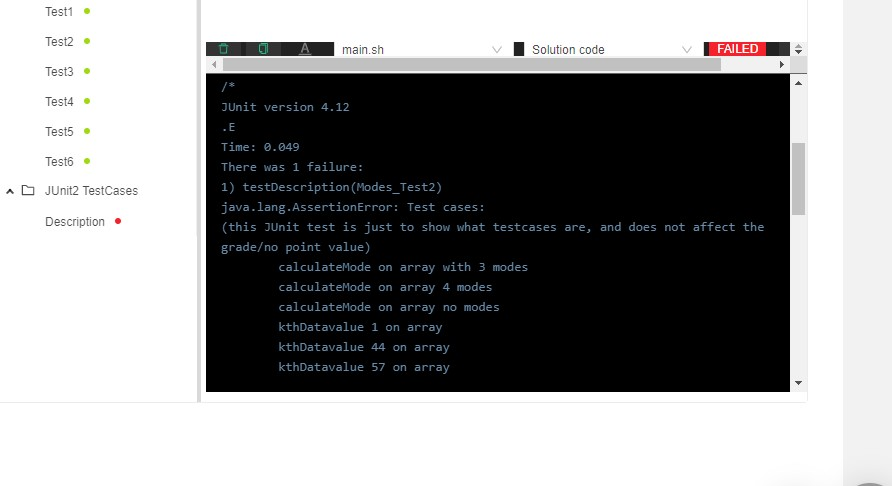 Test1
Test2
Test3
Test4
Test5
Test6
JUnit2 TestCases
Description
A main.sh Solution code FAILED
/*
JUnit version 4.12
.E
Time: 0.049
There was 1 failure:
1) testDescription(Modes_Test2)
java.lang.AssertionError: Test cases:
(this JUnit test is just to show what testcases are, and does not affect the
grade/no point value)
calculateMode on array with 3 modes
calculateMode on array 4 modes
calculateMode on array no modes
kthDatavalue 1 on array
kthDatavalue 44 on array
kthDatavalue 57 on array